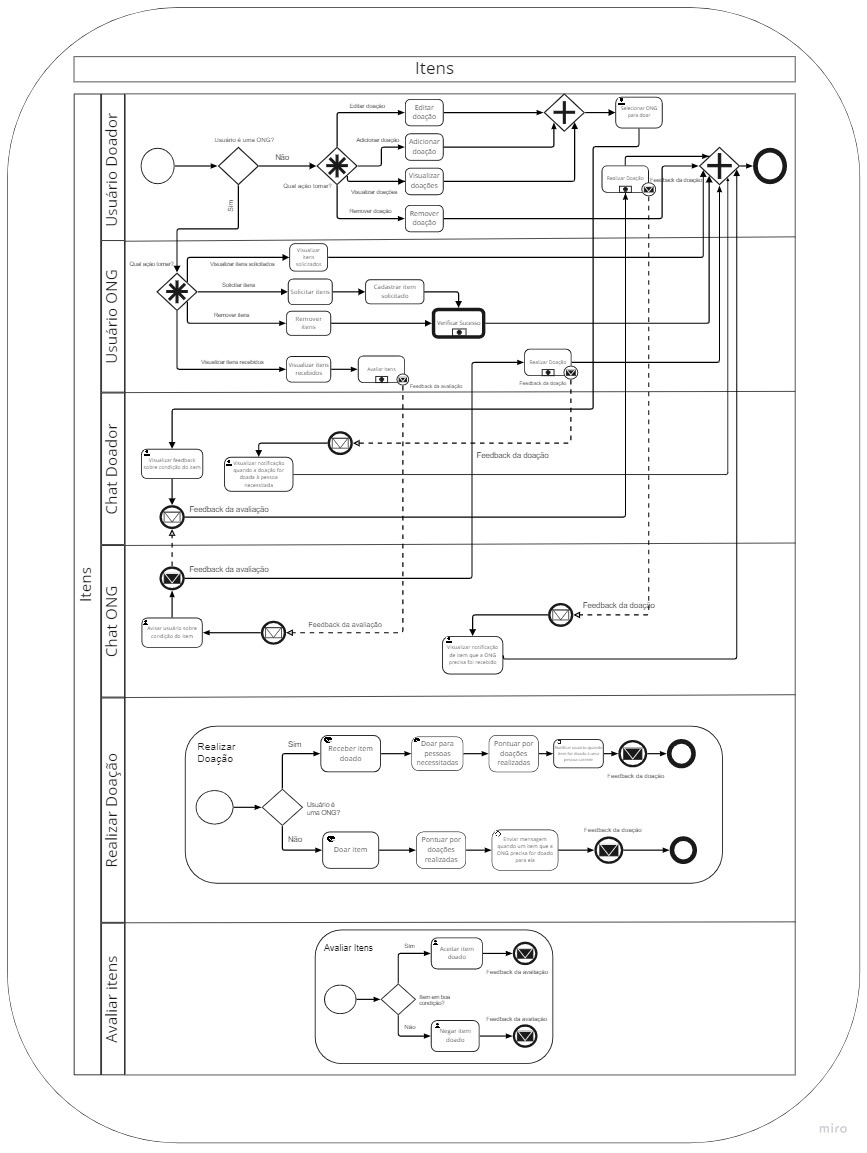 Itens
Itens
Usuário Doador
Usuário é uma ONG?
Não
Sim
Qual ação tomar?
Editar doação
Adicionar doação
Visualizar doações
Remover doação
Editar
doação
Adicionar
doação
Visualizar
doações
Remover
doação
Selecionar ONG
para doar
Realizar Doação
Feedback da doação
Usuário ONG
Qual ação tomar?
Visualizar itens solicitados
Solicitar itens
Remover itens
Visualizar itens recebidos
Visualizar
itens
solicitados
Solicitar itens
Cadastrar item
solicitado
Remover
itens
Verificar Sucesso
Visualizar itens
recebidos
Avaliar Itens
Feedback da avaliação
Realizar Doação
Feedback da doação
Chat Doador
Visualizar feedback
sobre condição do item
Visualizar notificação
quando a doação for
doada à pessoa
necessitada
Feedback da doação
Feedback da avaliação
Chat ONG
Feedback da avaliação
Avisar usuário sobre
condição do item
Feedback da avaliação
Feedback da doação
Visualizar notificação
de item que a ONG
precisa foi recebido
Realizar Doação
Realizar
Doação
Usuário é
uma ONG?
Sim
Receber item
doado
Doar para
pessoas
necessitadas
Pontuar por
doações
realizadas
Feedback da doação
Não
Doar item
Pontuar por
doações
realizadas
Enviar mensagem
quando um item que a
ONG precisa for doado
para ela
Feedback da doação
Avaliar itens
Avaliar Itens
Item em boa
condição?
Sim
Aceitar item
doado
Feedback da avaliação
Não
Negar item
doado
Feedback da avaliação
miro